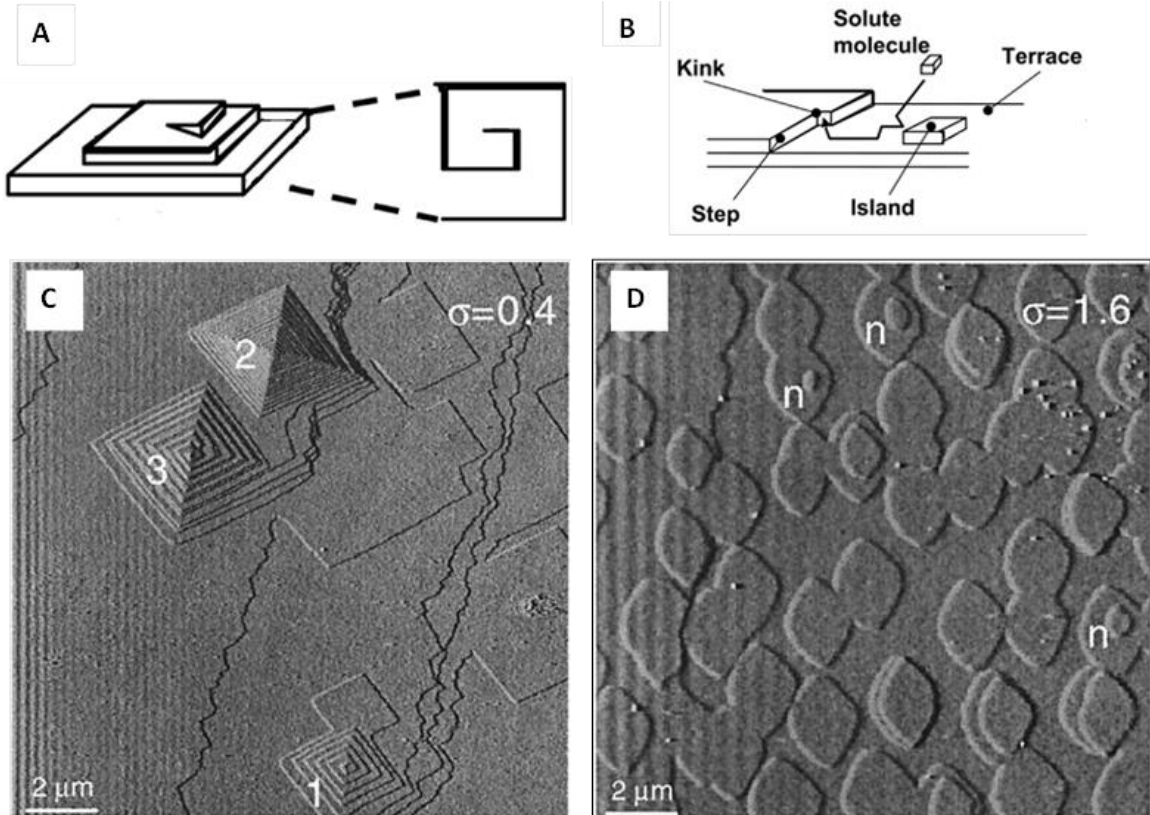 A
B
Solute
molecule
Kink
Terrace
Step
Island
C
σ=0.4
2
3
1
2 μm
D
σ=1.6
n
n
n
2 μm